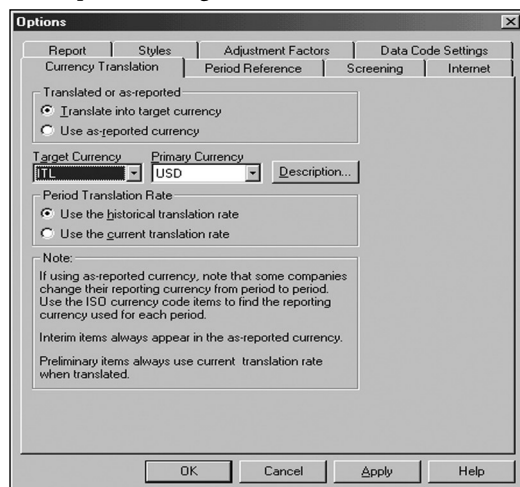 Options
Report Styles Adjustment Factors Data Code Settings
Currency Translation Period Reference Screening Internet
Translated or as-reported
Translate into target currency
Use as-reported currency
Target Currency Primary Currency
ITL USD Description...
Period Translation Rate
Use the historical translation rate
Use the current translation rate
Note:
If using as-reported currency, note that some companies
change their reporting currency from period to period.
Use the ISO currency code items to find the reporting
currency used for each period.
Interim items always appear in the as-reported currency.
Preliminary items always use current translation rate
when translated.
OK Cancel Apply Help